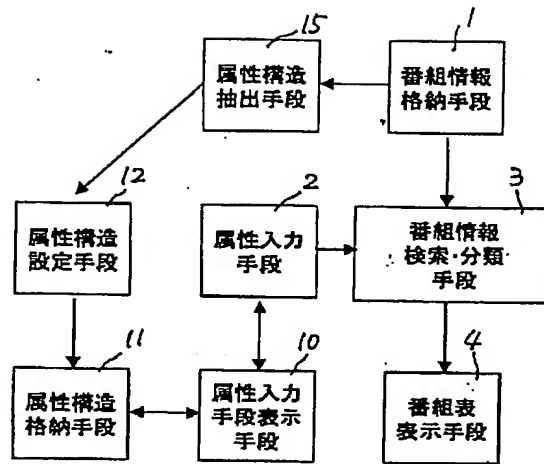 15
属性構造
抽出手段
1
番組情報
格納手段
12
属性構造
設定手段
2
属性入力
手段
3
番組情報
検索・分類
手段
11
属性構造
格納手段
10
属性入力
手段表示
手段
4
番組表
表示手段